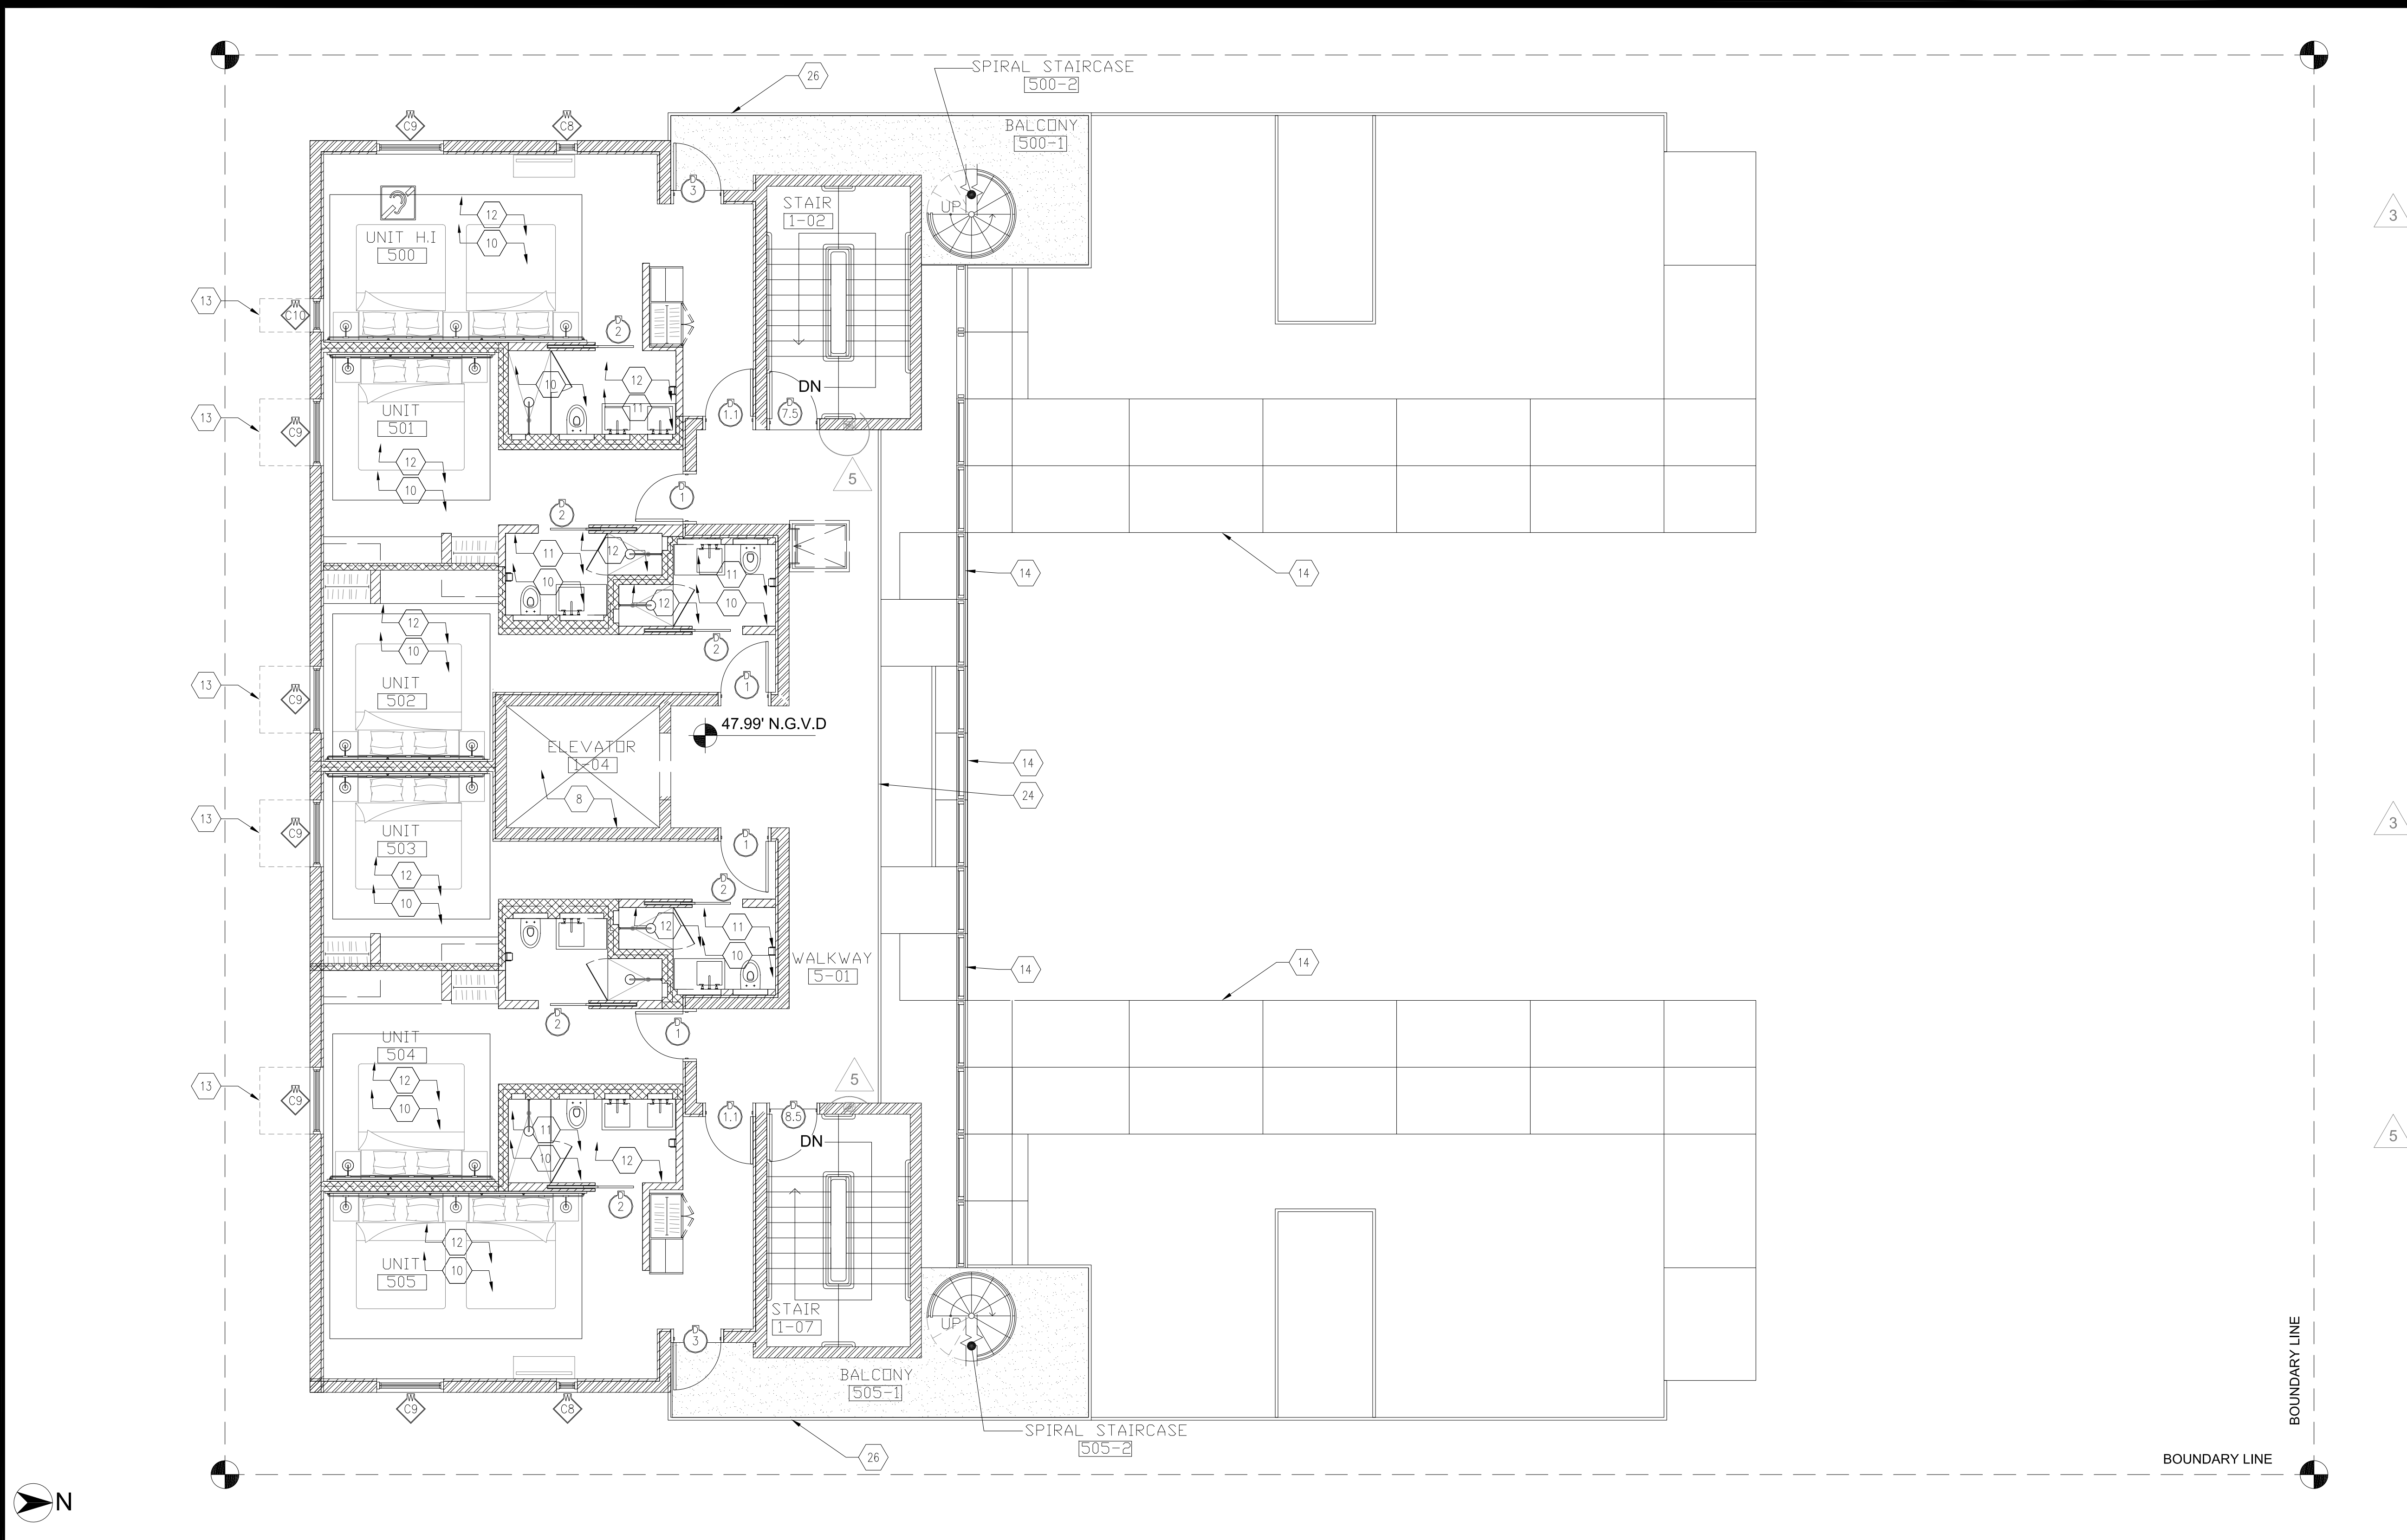 SPIRAL STAIRCASE
500-2
26
BALCONY
500-1
C9
C8
3
STAIR
1-02
UP
3
UNIT H.I
500
12
10
13
C10
2
DN
1.1
7.5
10
12
11
13
C9
UNIT
501
12
10
5
1
2
11
12
10
11
12
10
14
14
12
10
2
UNIT
502
13
C9
1
47.99' N.G.V.D
ELEVATOR
1-04
8
14
24
13
C9
UNIT
503
1
3
12
10
2
12
11
10
WALKWAY
5-01
14
14
2
1
UNIT
504
12
10
13
C9
5
1.1
8.5
DN
11
10
12
5
2
12
10
UNIT
505
STAIR
1-07
UP
3
BALCONY
505-1
C9
C8
SPIRAL STAIRCASE
505-2
26
BOUNDARY LINE
BOUNDARY LINE
N